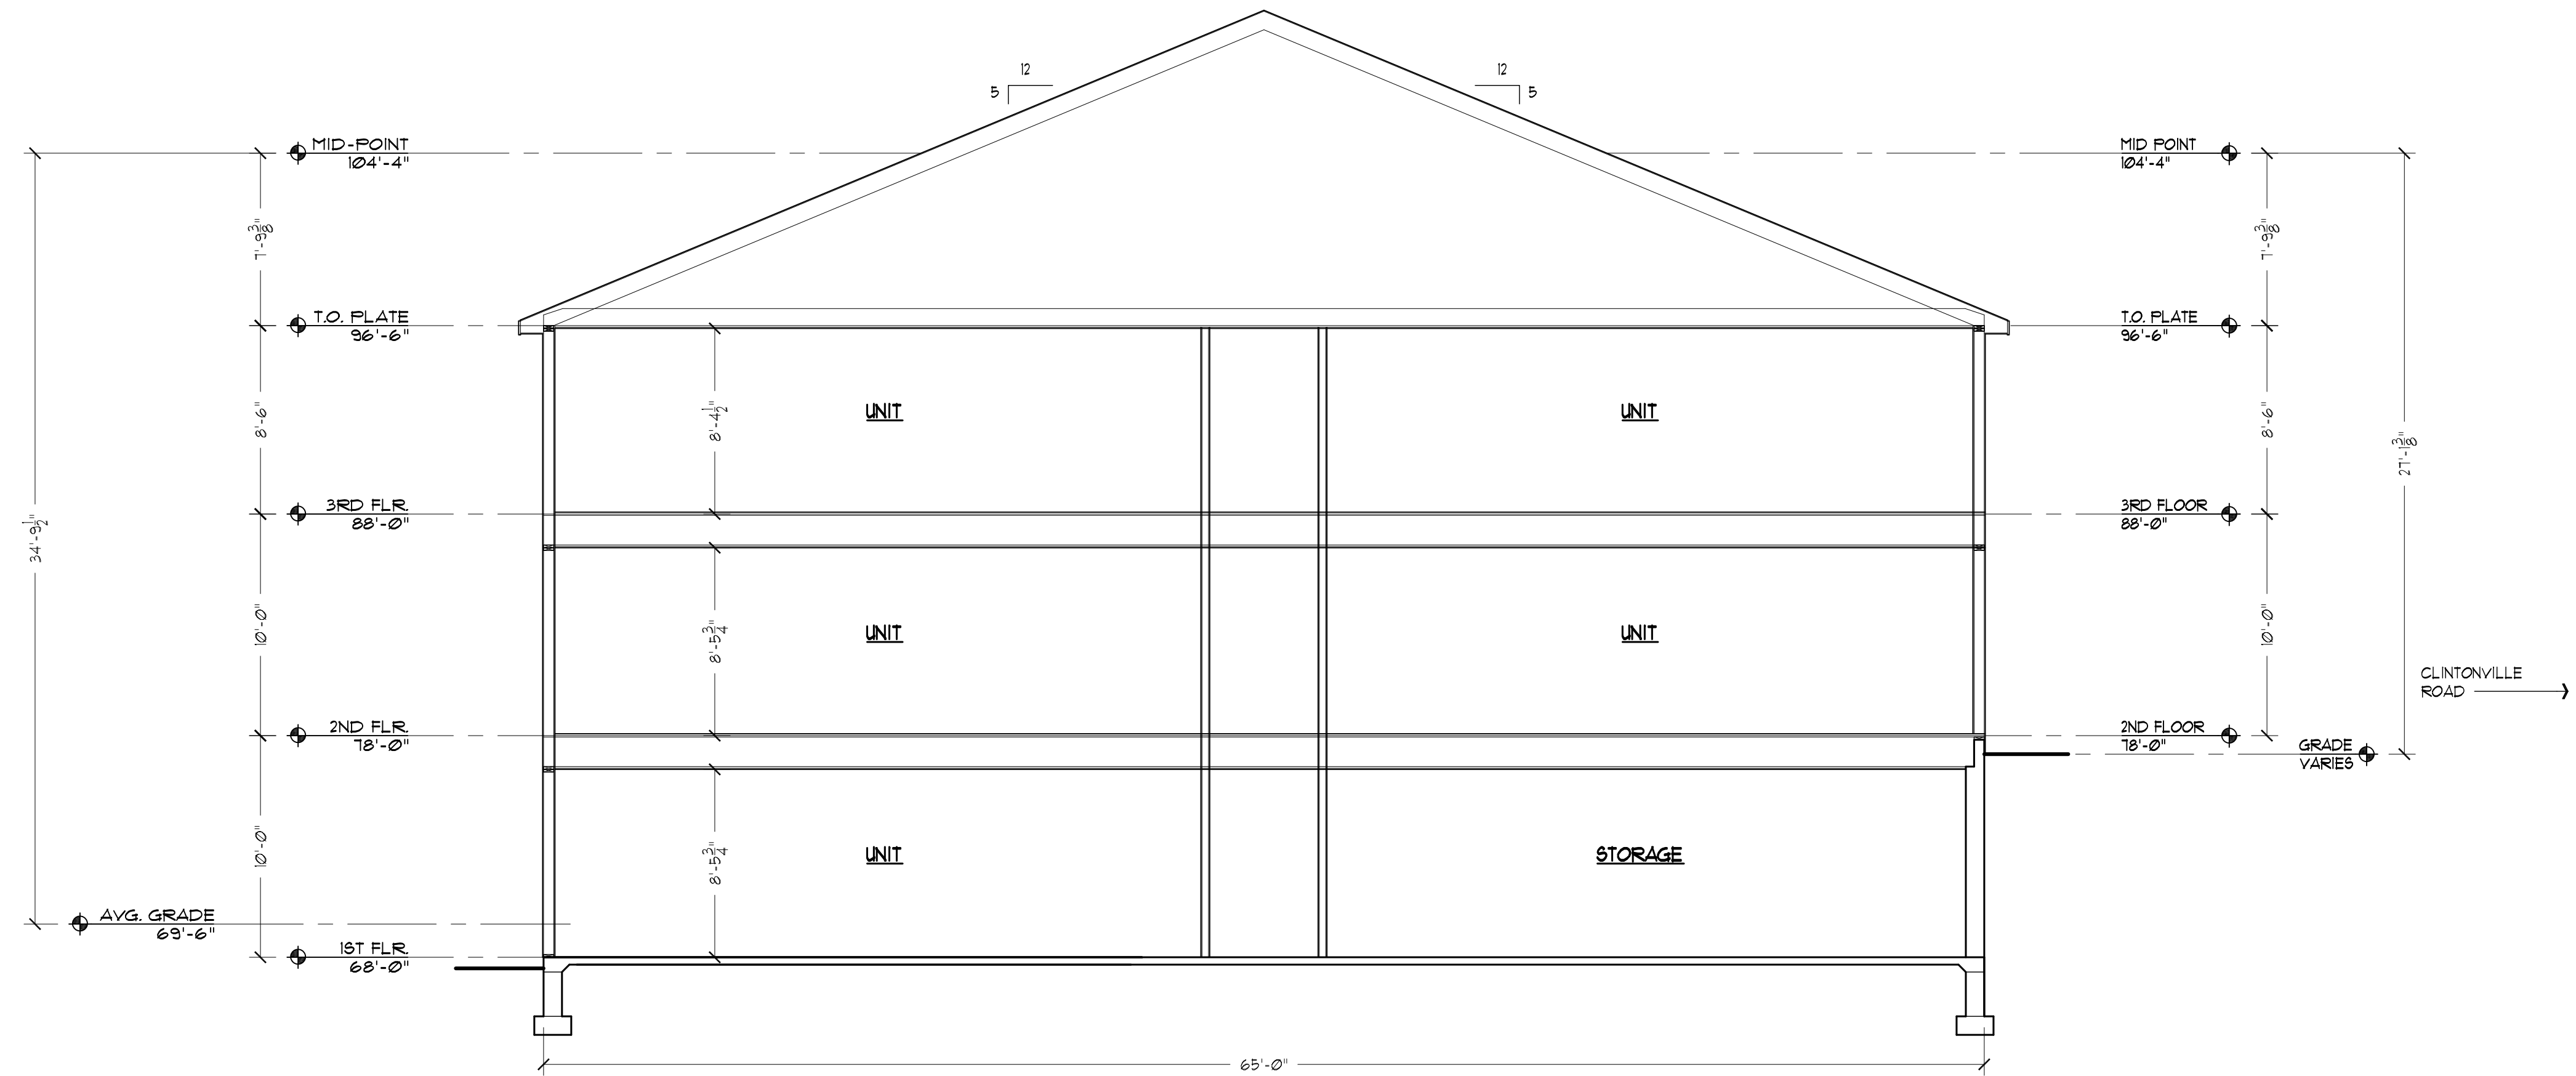 12
5
12
5
MID-POINT
104'-4"
MID POINT
104'-4"
7'-9 3/8"
7'-9 3/8"
T.O. PLATE
96'-6"
T.O. PLATE
96'-6"
8'-6"
UNIT
8'-4 1/2"
UNIT
8'-6"
27'-1 3/8"
3RD FLR.
88'-0"
3RD FLOOR
88'-0"
34'-9 1/2"
10'-0"
UNIT
8'-5 3/4"
UNIT
10'-0"
CLINTONVILLE
ROAD
2ND FLR.
78'-0"
2ND FLOOR
78'-0"
GRADE
VARIES
10'-0"
UNIT
8'-5 3/4"
STORAGE
AVG. GRADE
69'-6"
1ST FLR.
68'-0"
65'-0"